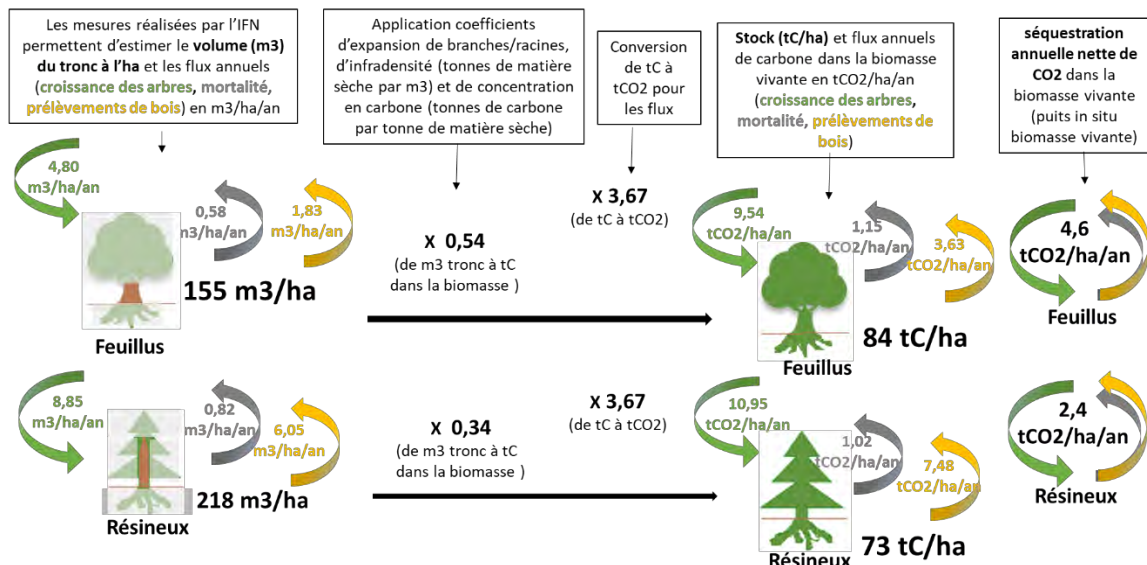 Les mesures réalisées par l'IFN
permettent d'estimer le volume (m3)
du tronc à l'ha et les flux annuels
(croissance des arbres, mortalité,
prélèvements de bois) en m3/ha/an
Application coefficients
d'expansion de branches/racines,
d'infradensité (tonnes de matière
sèche par m3) et de concentration
en carbone (tonnes de carbone
par tonne de matière sèche)
Conversion
de tC à
tCO2 pour
les flux
Stock (tC/ha) et flux annuels
de carbone dans la biomasse
vivante en tCO2/ha/an
(croissance des arbres,
mortalité, prélèvements de
bois)
séquestration
annuelle nette de
CO2 dans la
biomasse vivante
(puits in situ
biomasse vivante)
4,80
m3/ha/an
0,58
m3/ha/an
1,83
m3/ha/an
155 m3/ha
Feuillus
X 0,54
(de m3 tronc à tC
dans la biomasse )
X 3,67
(de tC à tCO2)
9,54
tCO2/ha/an
1,15
tCO2/ha/an
3,63
tCO2/ha/an
84 tC/ha
Feuillus
4,6
tCO2/ha/an
Feuillus
8,85
m3/ha/an
0,82
m3/ha/an
6,05
m3/ha/an
218 m3/ha
Résineux
X 0,34
(de m3 tronc à tC
dans la biomasse )
X 3,67
(de tC à tCO2)
10,95
tCO2/ha/an
1,02
tCO2/ha/an
7,48
tCO2/ha/an
73 tC/ha
Résineux
2,4
tCO2/ha/an
Résineux